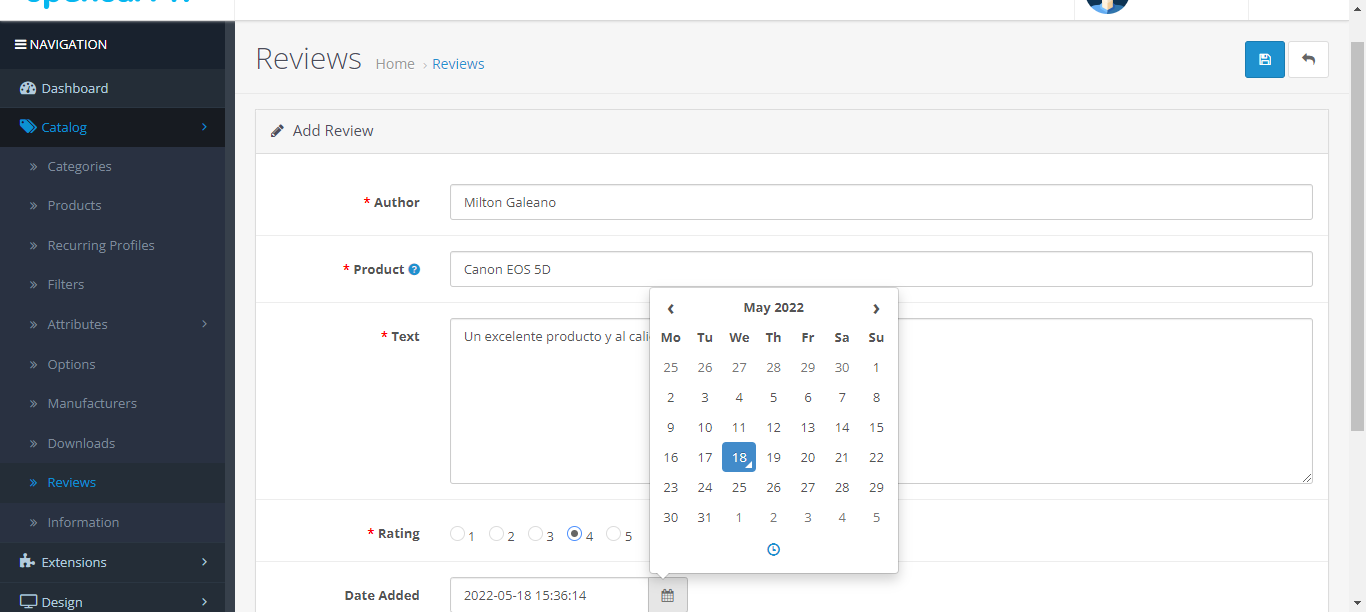 NAVIGATION
Dashboard
Catalog
Categories
Products
Recurring Profiles
Filters
Attributes
Options
Manufacturers
Downloads
Reviews
Information
Extensions
Design
Reviews Home › Reviews
Add Review
* Author Milton Galeano
* Product ? Canon EOS 5D
* Text Un excelente producto y al
‹ May 2022 ›
Mo Tu We Th Fr Sa Su
25 26 27 28 29 30 1
2 3 4 5 6 7 8
9 10 11 12 13 14 15
16 17 18 19 20 21 22
23 24 25 26 27 28 29
30 31 1 2 3 4 5
* Rating 1 2 3 4 5
Date Added 2022-05-18 15:36:14